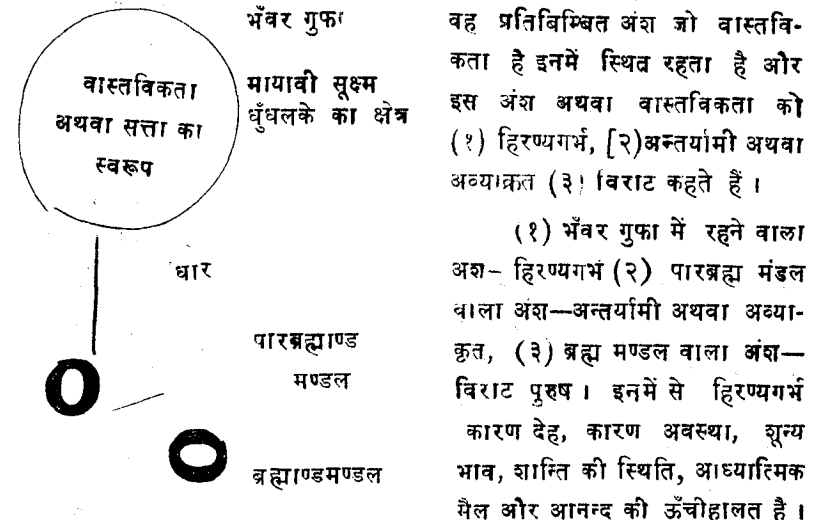 भँवर गुफा
वास्तविकता
अथवा सत्ता का
स्वरूप
मायावी सूक्ष्म
धुँधलके का क्षेत्र
धार
पारब्रह्माण्ड
मण्डल
ब्रह्माण्डमण्डल
वह प्रतिबिम्बित अंश जो वास्तवि-
कता है इनमें स्थित रहता है और
इस अंश अथवा वास्तविकता को
(१) हिरण्यगर्भ, [२)अन्तर्यामी अथवा
अव्याक्रत (३) विराट कहते हैं ।
(१) भँवर गुफा में रहने वाला
अश- हिरण्यगर्भ (२) पारब्रह्म मंडल
वाला अंश—अन्तर्यामी अथवा अव्या-
कृत, (३) ब्रह्म मण्डल वाला अंश—
विराट पुरुष । इनमें से हिरण्यगर्भ
कारण देह, कारण अवस्था, शून्य
भाव, शान्ति की स्थिति, आध्यात्मिक
मैल और आनन्द की ऊँचीहालत है ।